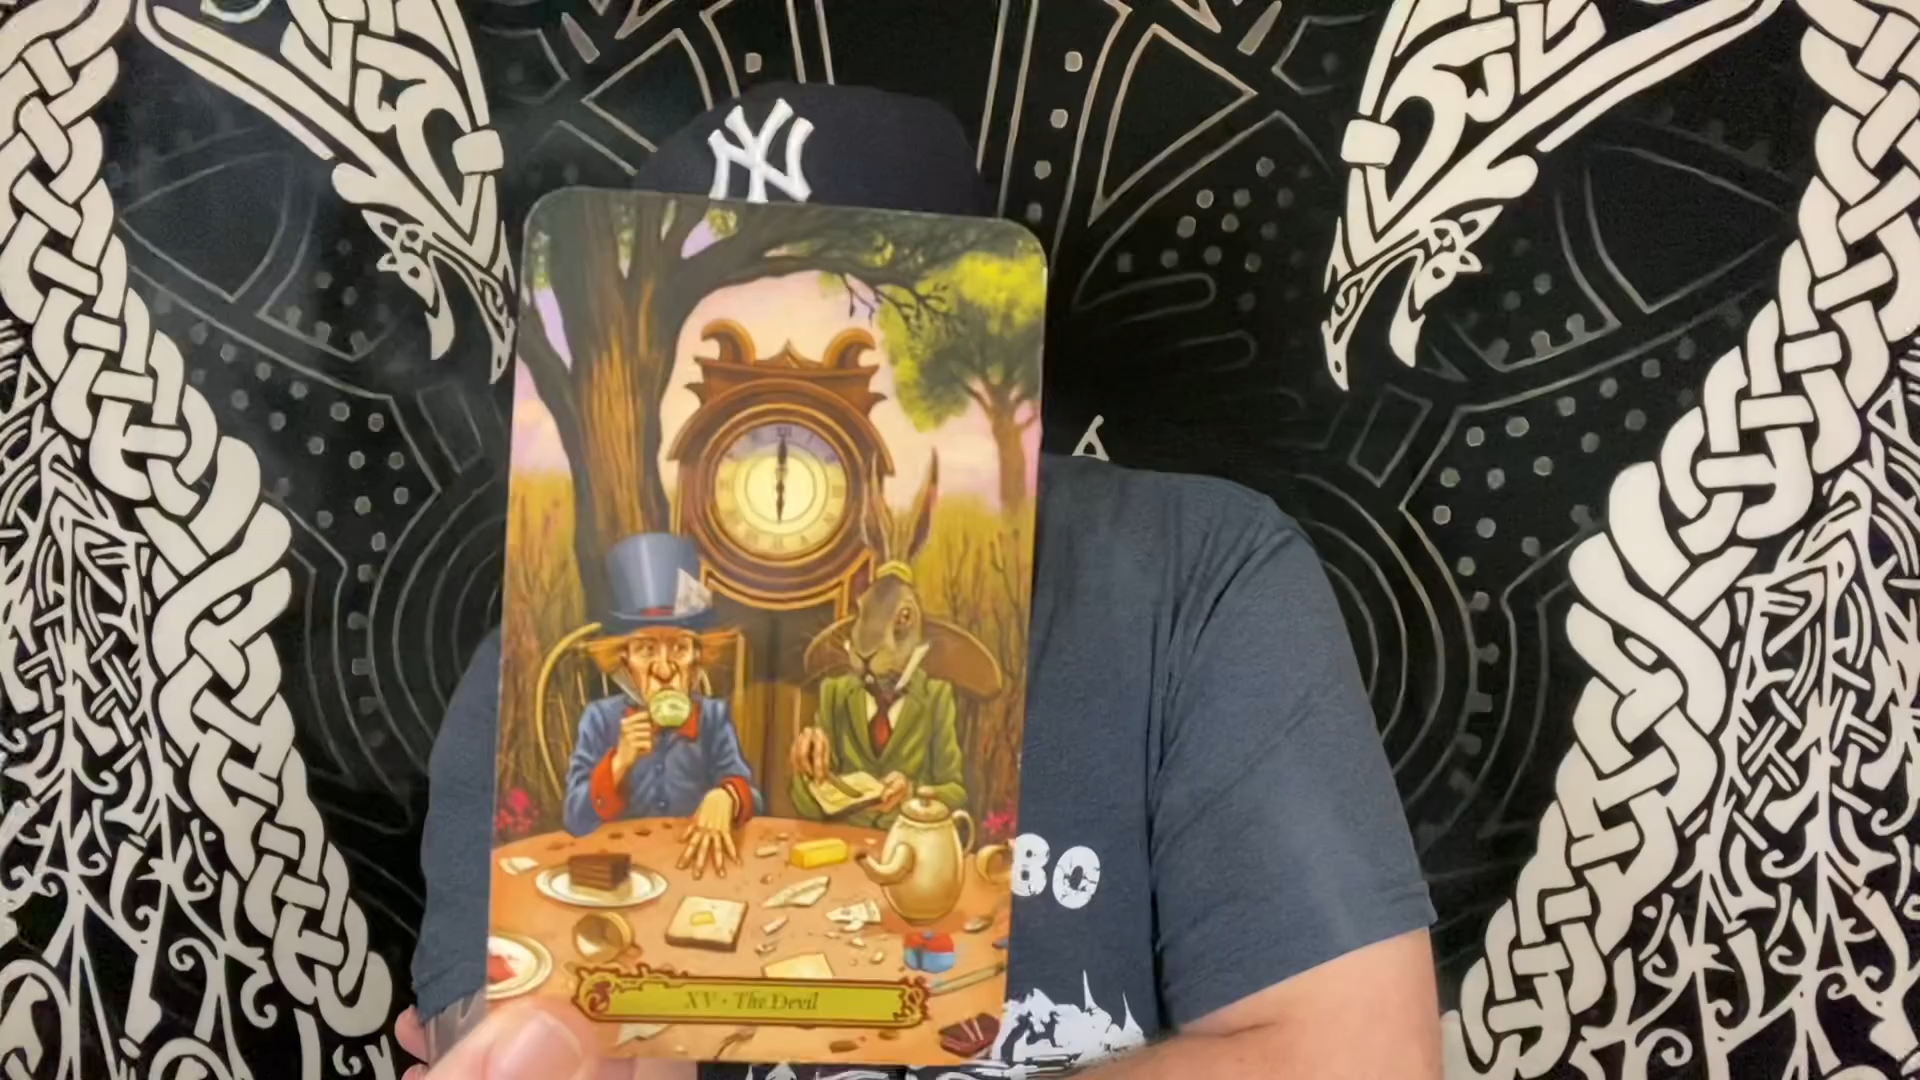 NY
BO
XV • The Devil